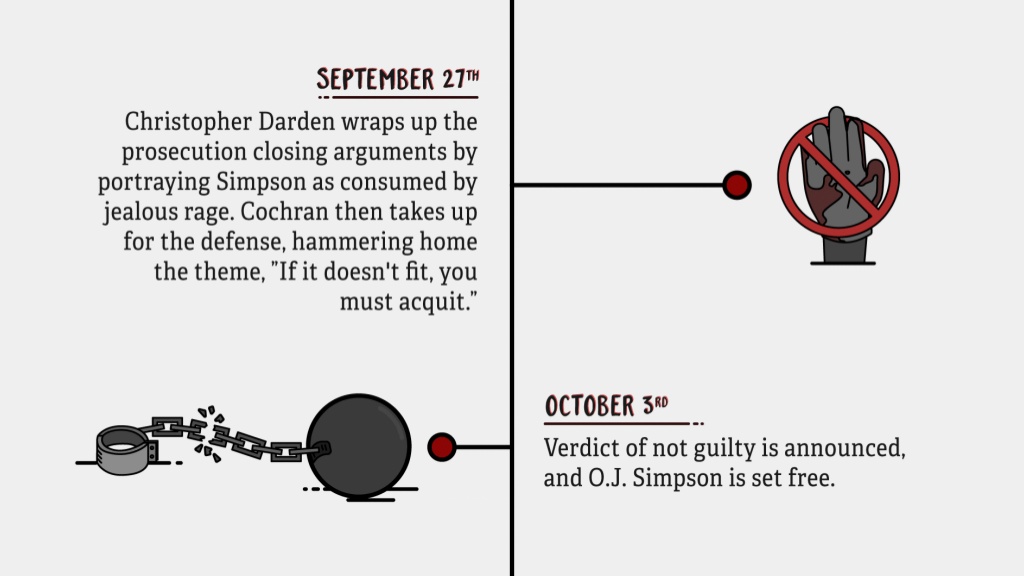 SEPTEMBER 27TH
Christopher Darden wraps up the
prosecution closing arguments by
portraying Simpson as consumed by
jealous rage. Cochran then takes up
for the defense, hammering home
the theme, "If it doesn't fit, you
must acquit."
OCTOBER 3RD
Verdict of not guilty is announced,
and O.J. Simpson is set free.